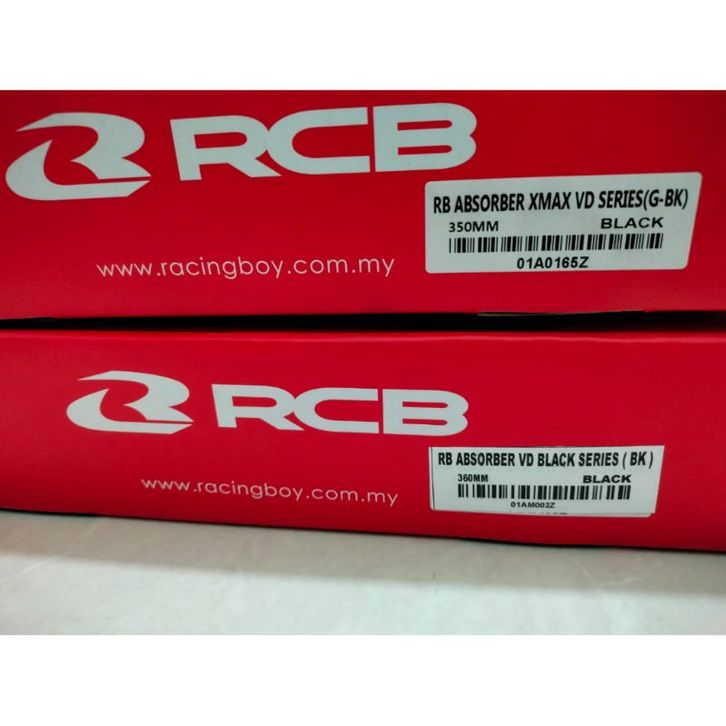 RCB
RB ABSORBER XMAX VD SERIES(G-BK)
350MM BLACK
01A0165Z
www.racingboy.com.my
RCB
RB ABSORBER VD BLACK SERIES ( BK )
360MM BLACK
01AM002Z
www.racingboy.com.my